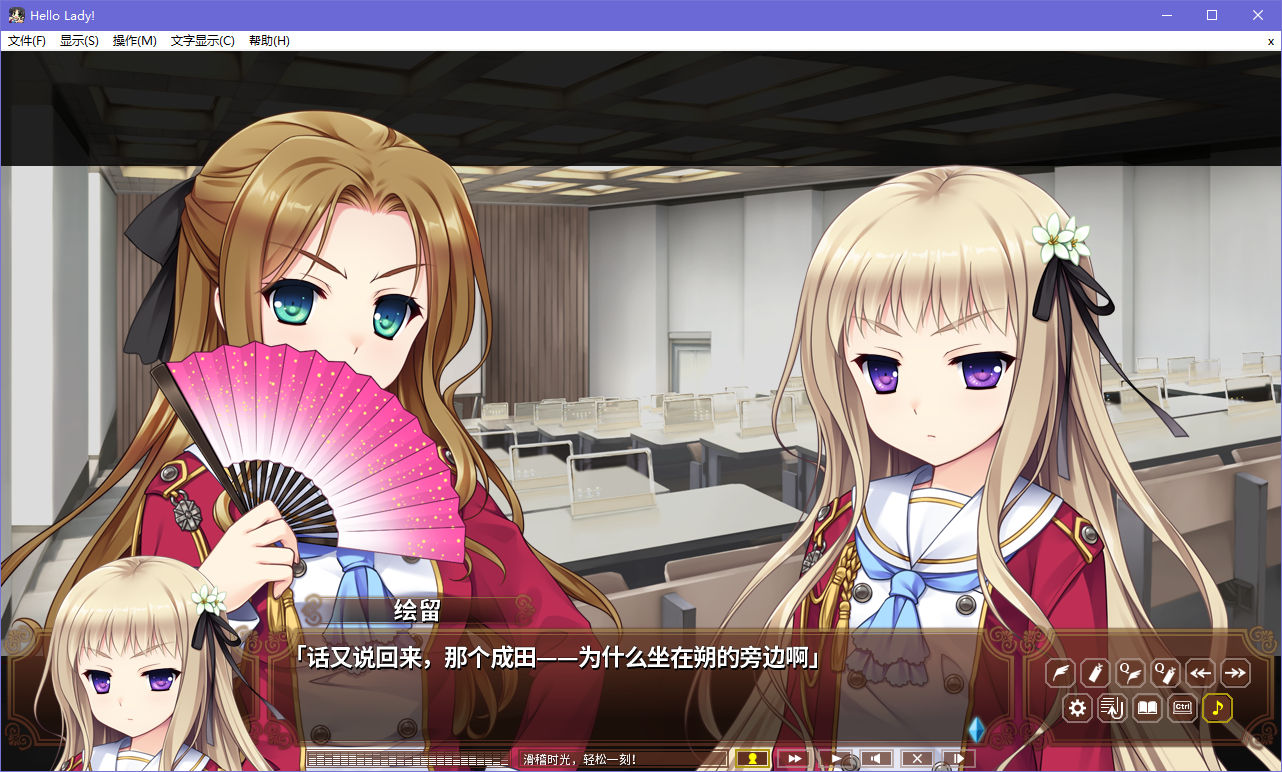 Hello Lady!
文件(F) 显示(S) 操作(M) 文字显示(C) 帮助(H) x
绘留
「话又说回来，那个成田——为什么坐在朔的旁边啊」
Q Q
Ctrl
滑稽时光，轻松一刻！